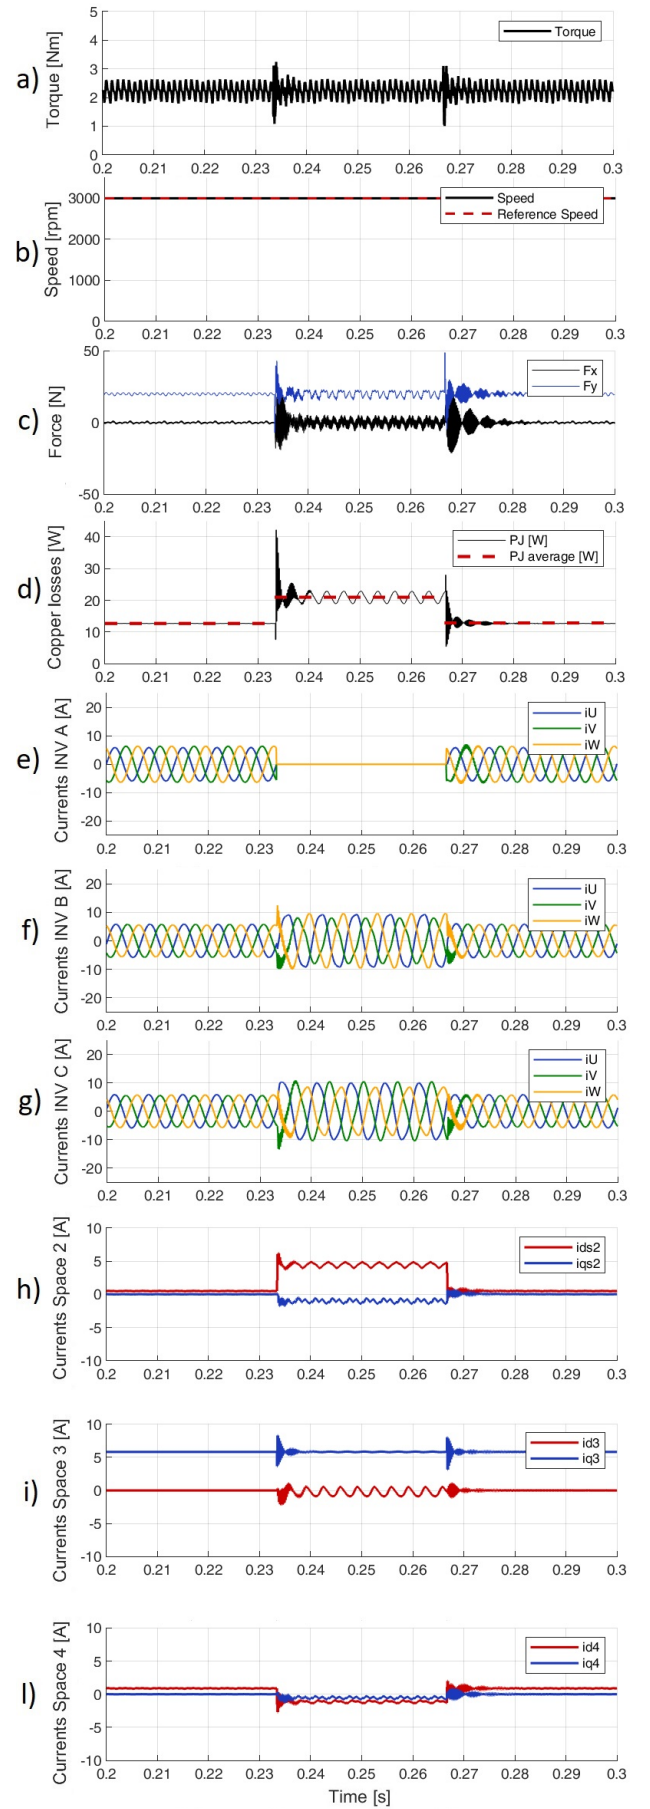 a)
Torque [Nm]
5
4
3
2
1
0
Torque
0.2 0.21 0.22 0.23 0.24 0.25 0.26 0.27 0.28 0.29 0.3
b)
Speed [rpm]
3000
2000
1000
0
Speed
Reference Speed
0.2 0.21 0.22 0.23 0.24 0.25 0.26 0.27 0.28 0.29 0.3
c)
Force [N]
50
0
-50
Fx
Fy
0.2 0.21 0.22 0.23 0.24 0.25 0.26 0.27 0.28 0.29 0.3
d)
Copper losses [W]
40
30
20
10
0
PJ [W]
PJ average [W]
0.2 0.21 0.22 0.23 0.24 0.25 0.26 0.27 0.28 0.29 0.3
e)
Currents INV A [A]
20
10
0
-10
-20
iU
iV
iW
0.2 0.21 0.22 0.23 0.24 0.25 0.26 0.27 0.28 0.29 0.3
f)
Currents INV B [A]
20
10
0
-10
-20
iU
iV
iW
0.2 0.21 0.22 0.23 0.24 0.25 0.26 0.27 0.28 0.29 0.3
g)
Currents INV C [A]
20
10
0
-10
-20
iU
iV
iW
0.2 0.21 0.22 0.23 0.24 0.25 0.26 0.27 0.28 0.29 0.3
h)
Currents Space 2 [A]
10
5
0
-5
-10
ids2
iqs2
0.2 0.21 0.22 0.23 0.24 0.25 0.26 0.27 0.28 0.29 0.3
i)
Currents Space 3 [A]
10
5
0
-5
-10
id3
iq3
0.2 0.21 0.22 0.23 0.24 0.25 0.26 0.27 0.28 0.29 0.3
l)
Currents Space 4 [A]
10
5
0
-5
-10
id4
iq4
0.2 0.21 0.22 0.23 0.24 0.25 0.26 0.27 0.28 0.29 0.3
Time [s]